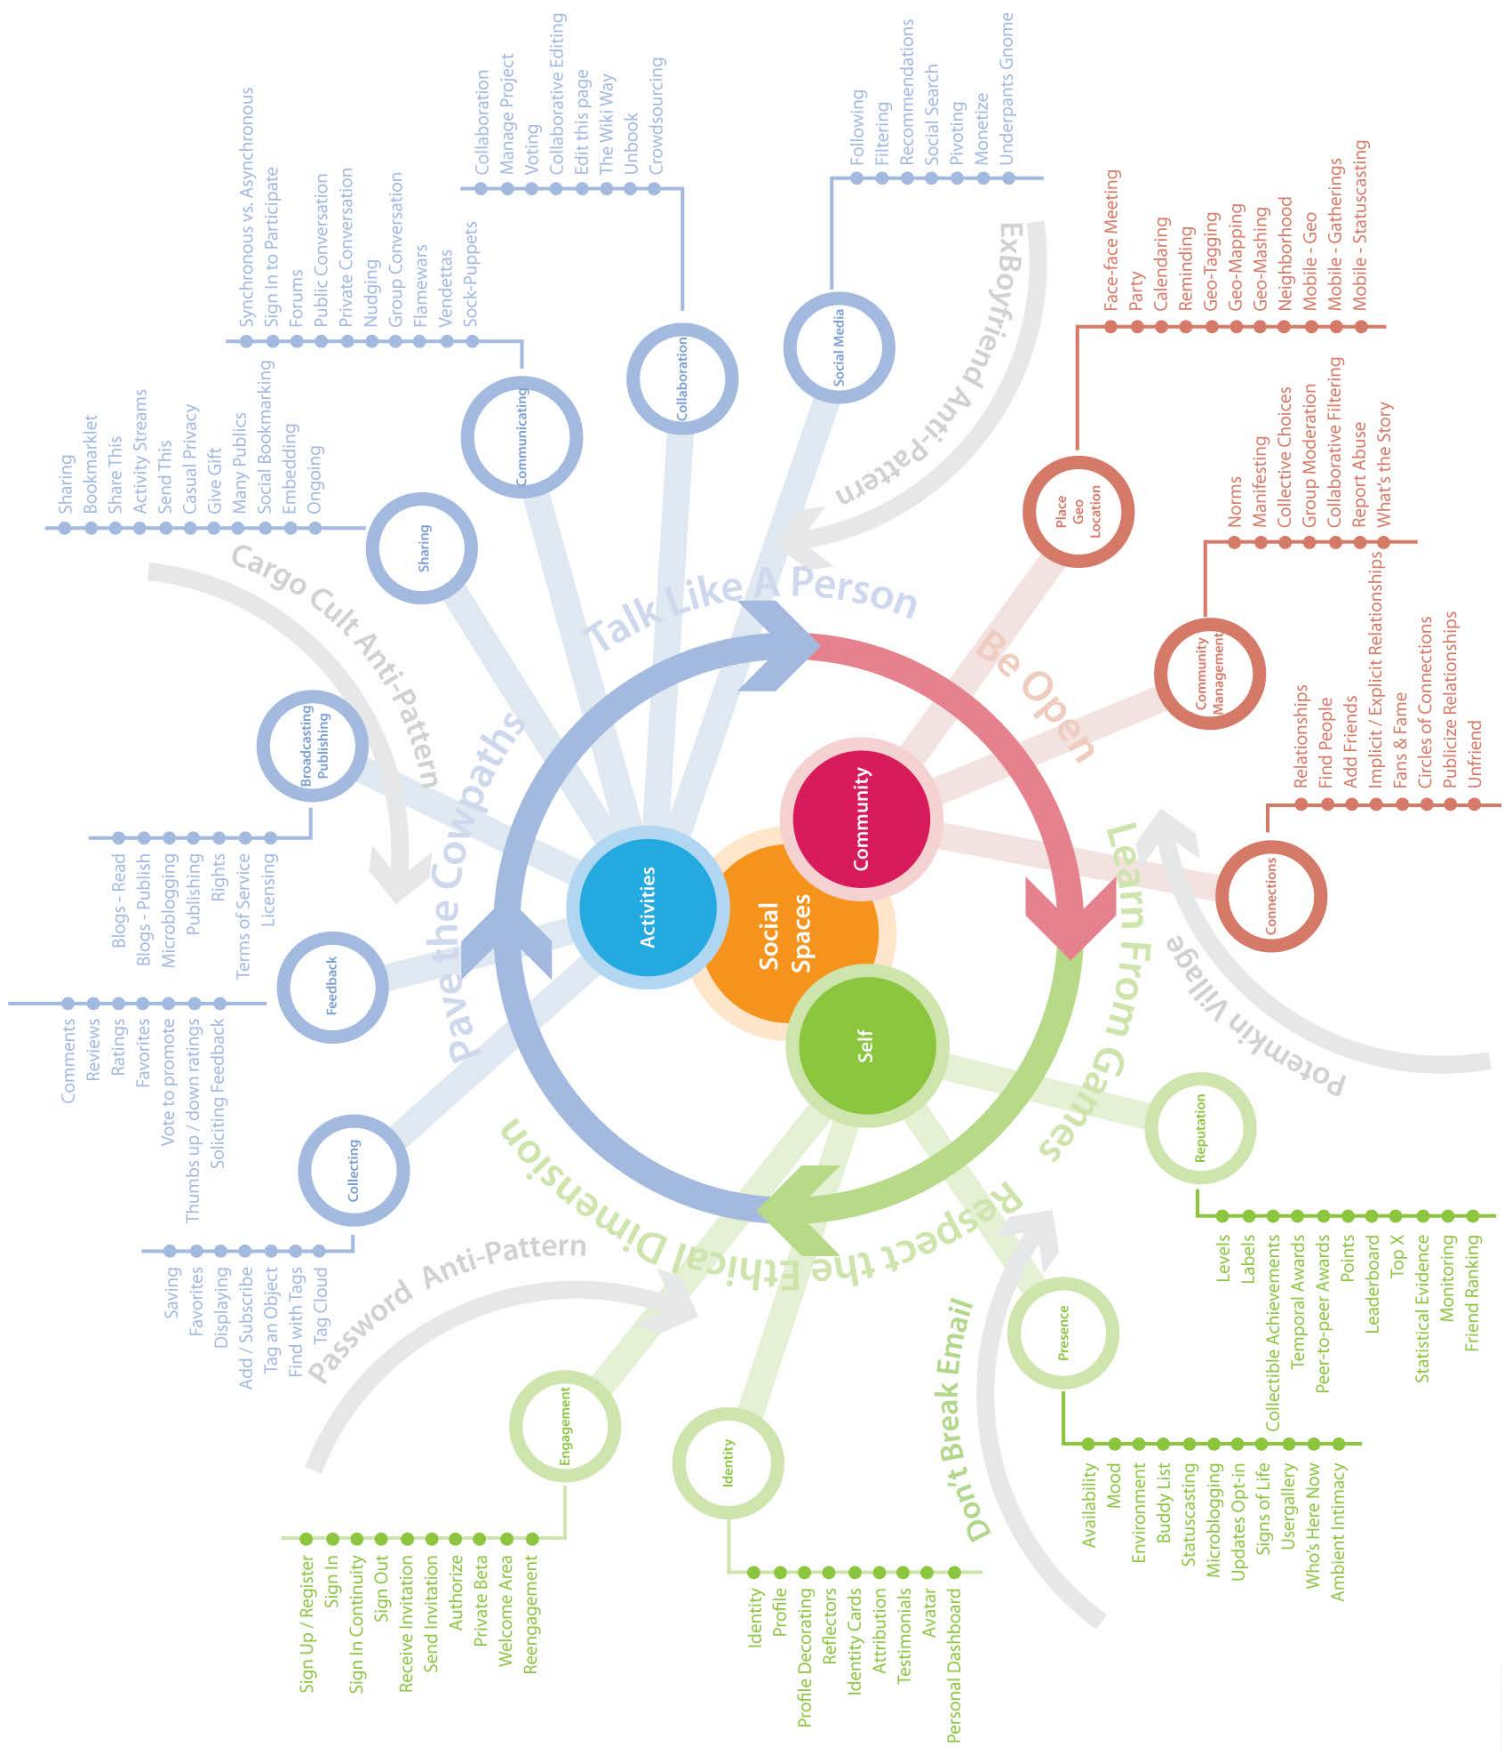 Social
Spaces
Activities
Community
Self
Pave the Cowpaths
Talk Like A Person
Be Open
Learn From Games
Respect the Ethical Dimension
Don't Break Email
Password Anti-Pattern
Cargo Cult Anti-Pattern
ExBoyfriend Anti-Pattern
Potemkin Village
Engagement
Sign Up / Register
Sign In
Sign In Continuity
Sign Out
Receive Invitation
Send Invitation
Authorize
Private Beta
Welcome Area
Reengagement
Identity
Identity
Profile
Profile Decorating
Reflectors
Identity Cards
Attribution
Testimonials
Avatar
Personal Dashboard
Presence
Availability
Mood
Environment
Buddy List
Statuscasting
Microblogging
Updates Opt-in
Signs of Life
Usergallery
Who's Here Now
Ambient Intimacy
Reputation
Levels
Labels
Collectible Achievements
Temporal Awards
Peer-to-peer Awards
Points
Leaderboard
Top X
Statistical Evidence
Monitoring
Friend Ranking
Collecting
Saving
Favorites
Displaying
Add / Subscribe
Tag an Object
Find with Tags
Tag Cloud
Feedback
Comments
Reviews
Ratings
Favorites
Vote to promote
Thumbs up / down ratings
Soliciting Feedback
Broadcasting
Publishing
Blogs - Read
Blogs - Publish
Microblogging
Publishing
Rights
Terms of Service
Licensing
Sharing
Sharing
Bookmarklet
Share This
Activity Streams
Send This
Casual Privacy
Give Gift
Many Publics
Social Bookmarking
Embedding
Ongoing
Communicating
Synchronous vs. Asynchronous
Sign In to Participate
Forums
Public Conversation
Private Conversation
Nudging
Group Conversation
Flamewars
Vendettas
Sock-Puppets
Collaboration
Collaboration
Manage Project
Voting
Collaborative Editing
Edit this page
The Wiki Way
Unbook
Crowdsourcing
Social Media
Following
Filtering
Recommendations
Social Search
Pivoting
Monetize
Underpants Gnome
Place
Geo
Location
Face-face Meeting
Party
Calendaring
Reminding
Geo-Tagging
Geo-Mapping
Geo-Mashing
Neighborhood
Mobile - Geo
Mobile - Gatherings
Mobile - Statuscasting
Community
Management
Norms
Manifesting
Collective Choices
Group Moderation
Collaborative Filtering
Report Abuse
What's the Story
Connections
Relationships
Find People
Add Friends
Implicit / Explicit Relationships
Fans & Fame
Circles of Connections
Publicize Relationships
Unfriend